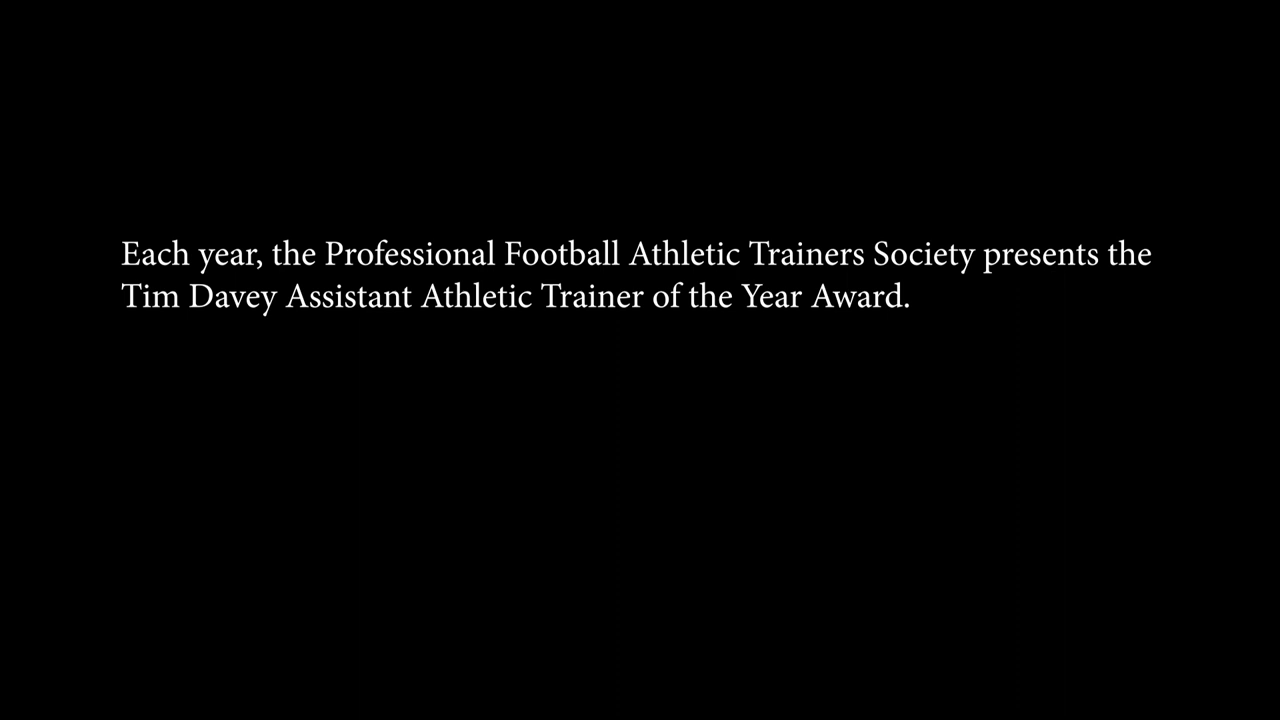 Each year, the Professional Football Athletic Trainers Society presents the
Tim Davey Assistant Athletic Trainer of the Year Award.